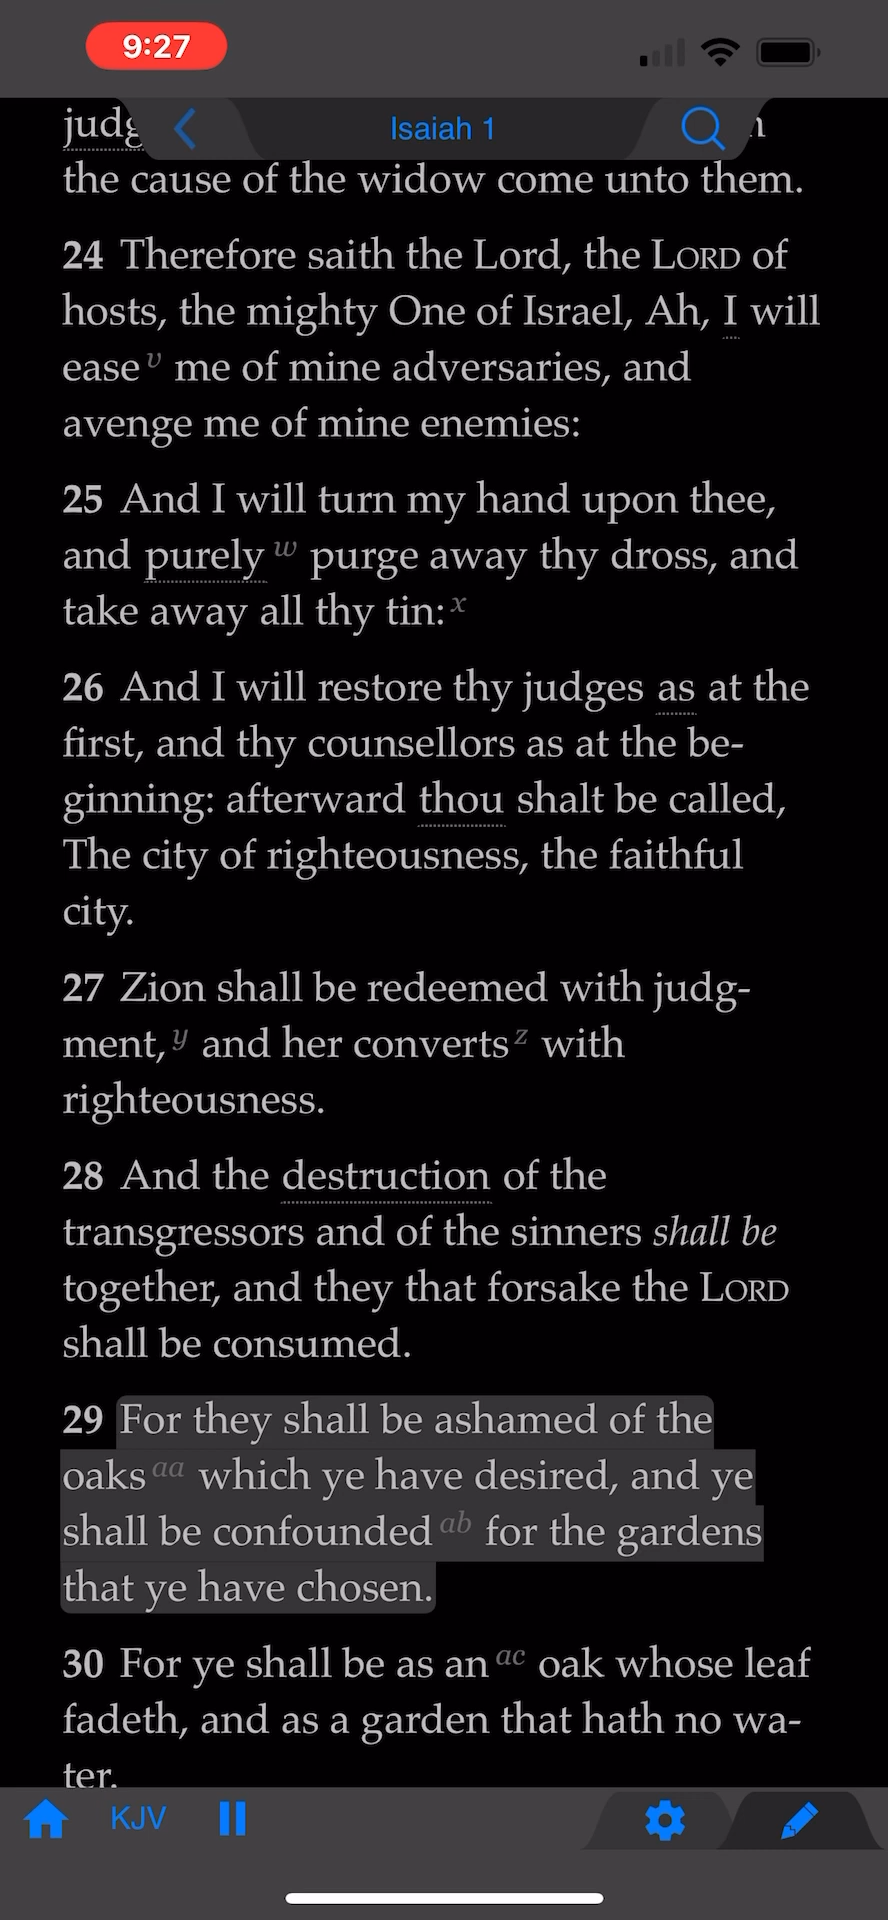 9:27
Isaiah 1
the cause of the widow come unto them.
24 Therefore saith the Lord, the LORD of
hosts, the mighty One of Israel, Ah, I will
ease v me of mine adversaries, and
avenge me of mine enemies:
25 And I will turn my hand upon thee,
and purely w purge away thy dross, and
take away all thy tin: x
26 And I will restore thy judges as at the
first, and thy counsellors as at the be-
ginning: afterward thou shalt be called,
The city of righteousness, the faithful
city.
27 Zion shall be redeemed with judg-
ment, y and her converts z with
righteousness.
28 And the destruction of the
transgressors and of the sinners shall be
together, and they that forsake the LORD
shall be consumed.
29 For they shall be ashamed of the
oaks aa which ye have desired, and ye
shall be confounded ab for the gardens
that ye have chosen.
30 For ye shall be as an ac oak whose leaf
fadeth, and as a garden that hath no wa-
ter.
KJV